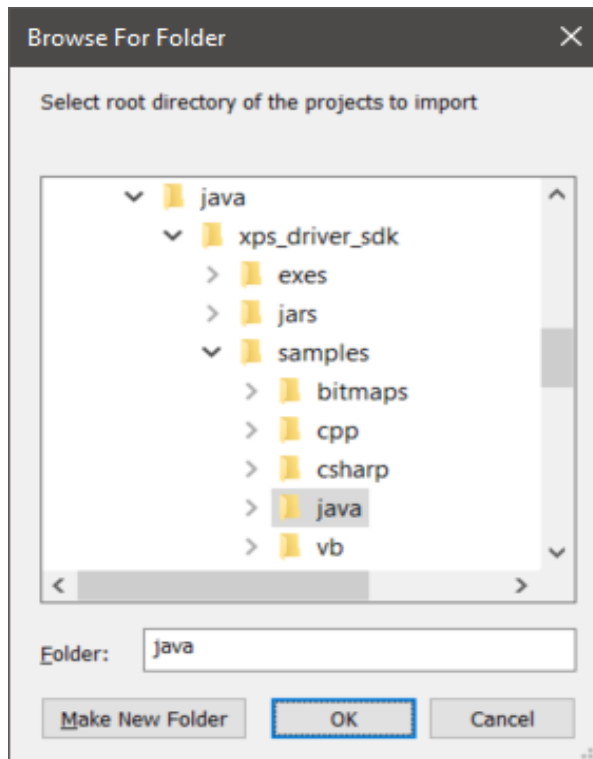 Browse For Folder
Select root directory of the projects to import
java
xps_driver_sdk
exes
jars
samples
bitmaps
cpp
csharp
java
vb
Folder: java
Make New Folder OK Cancel